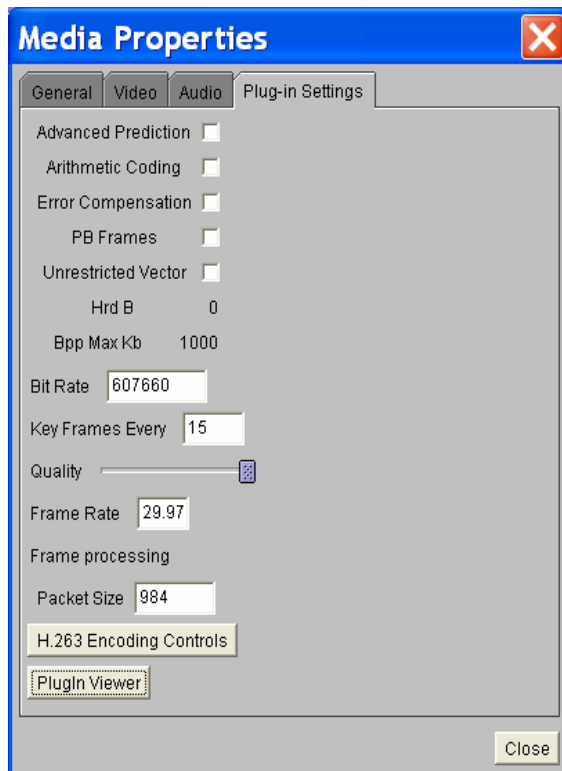 Media Properties
General Video Audio Plug-in Settings
Advanced Prediction
Arithmetic Coding
Error Compensation
PB Frames
Unrestricted Vector
Hrd B 0
Bpp Max Kb 1000
Bit Rate 607660
Key Frames Every 15
Quality
Frame Rate 29.97
Frame processing
Packet Size 984
H.263 Encoding Controls
PlugIn Viewer
Close